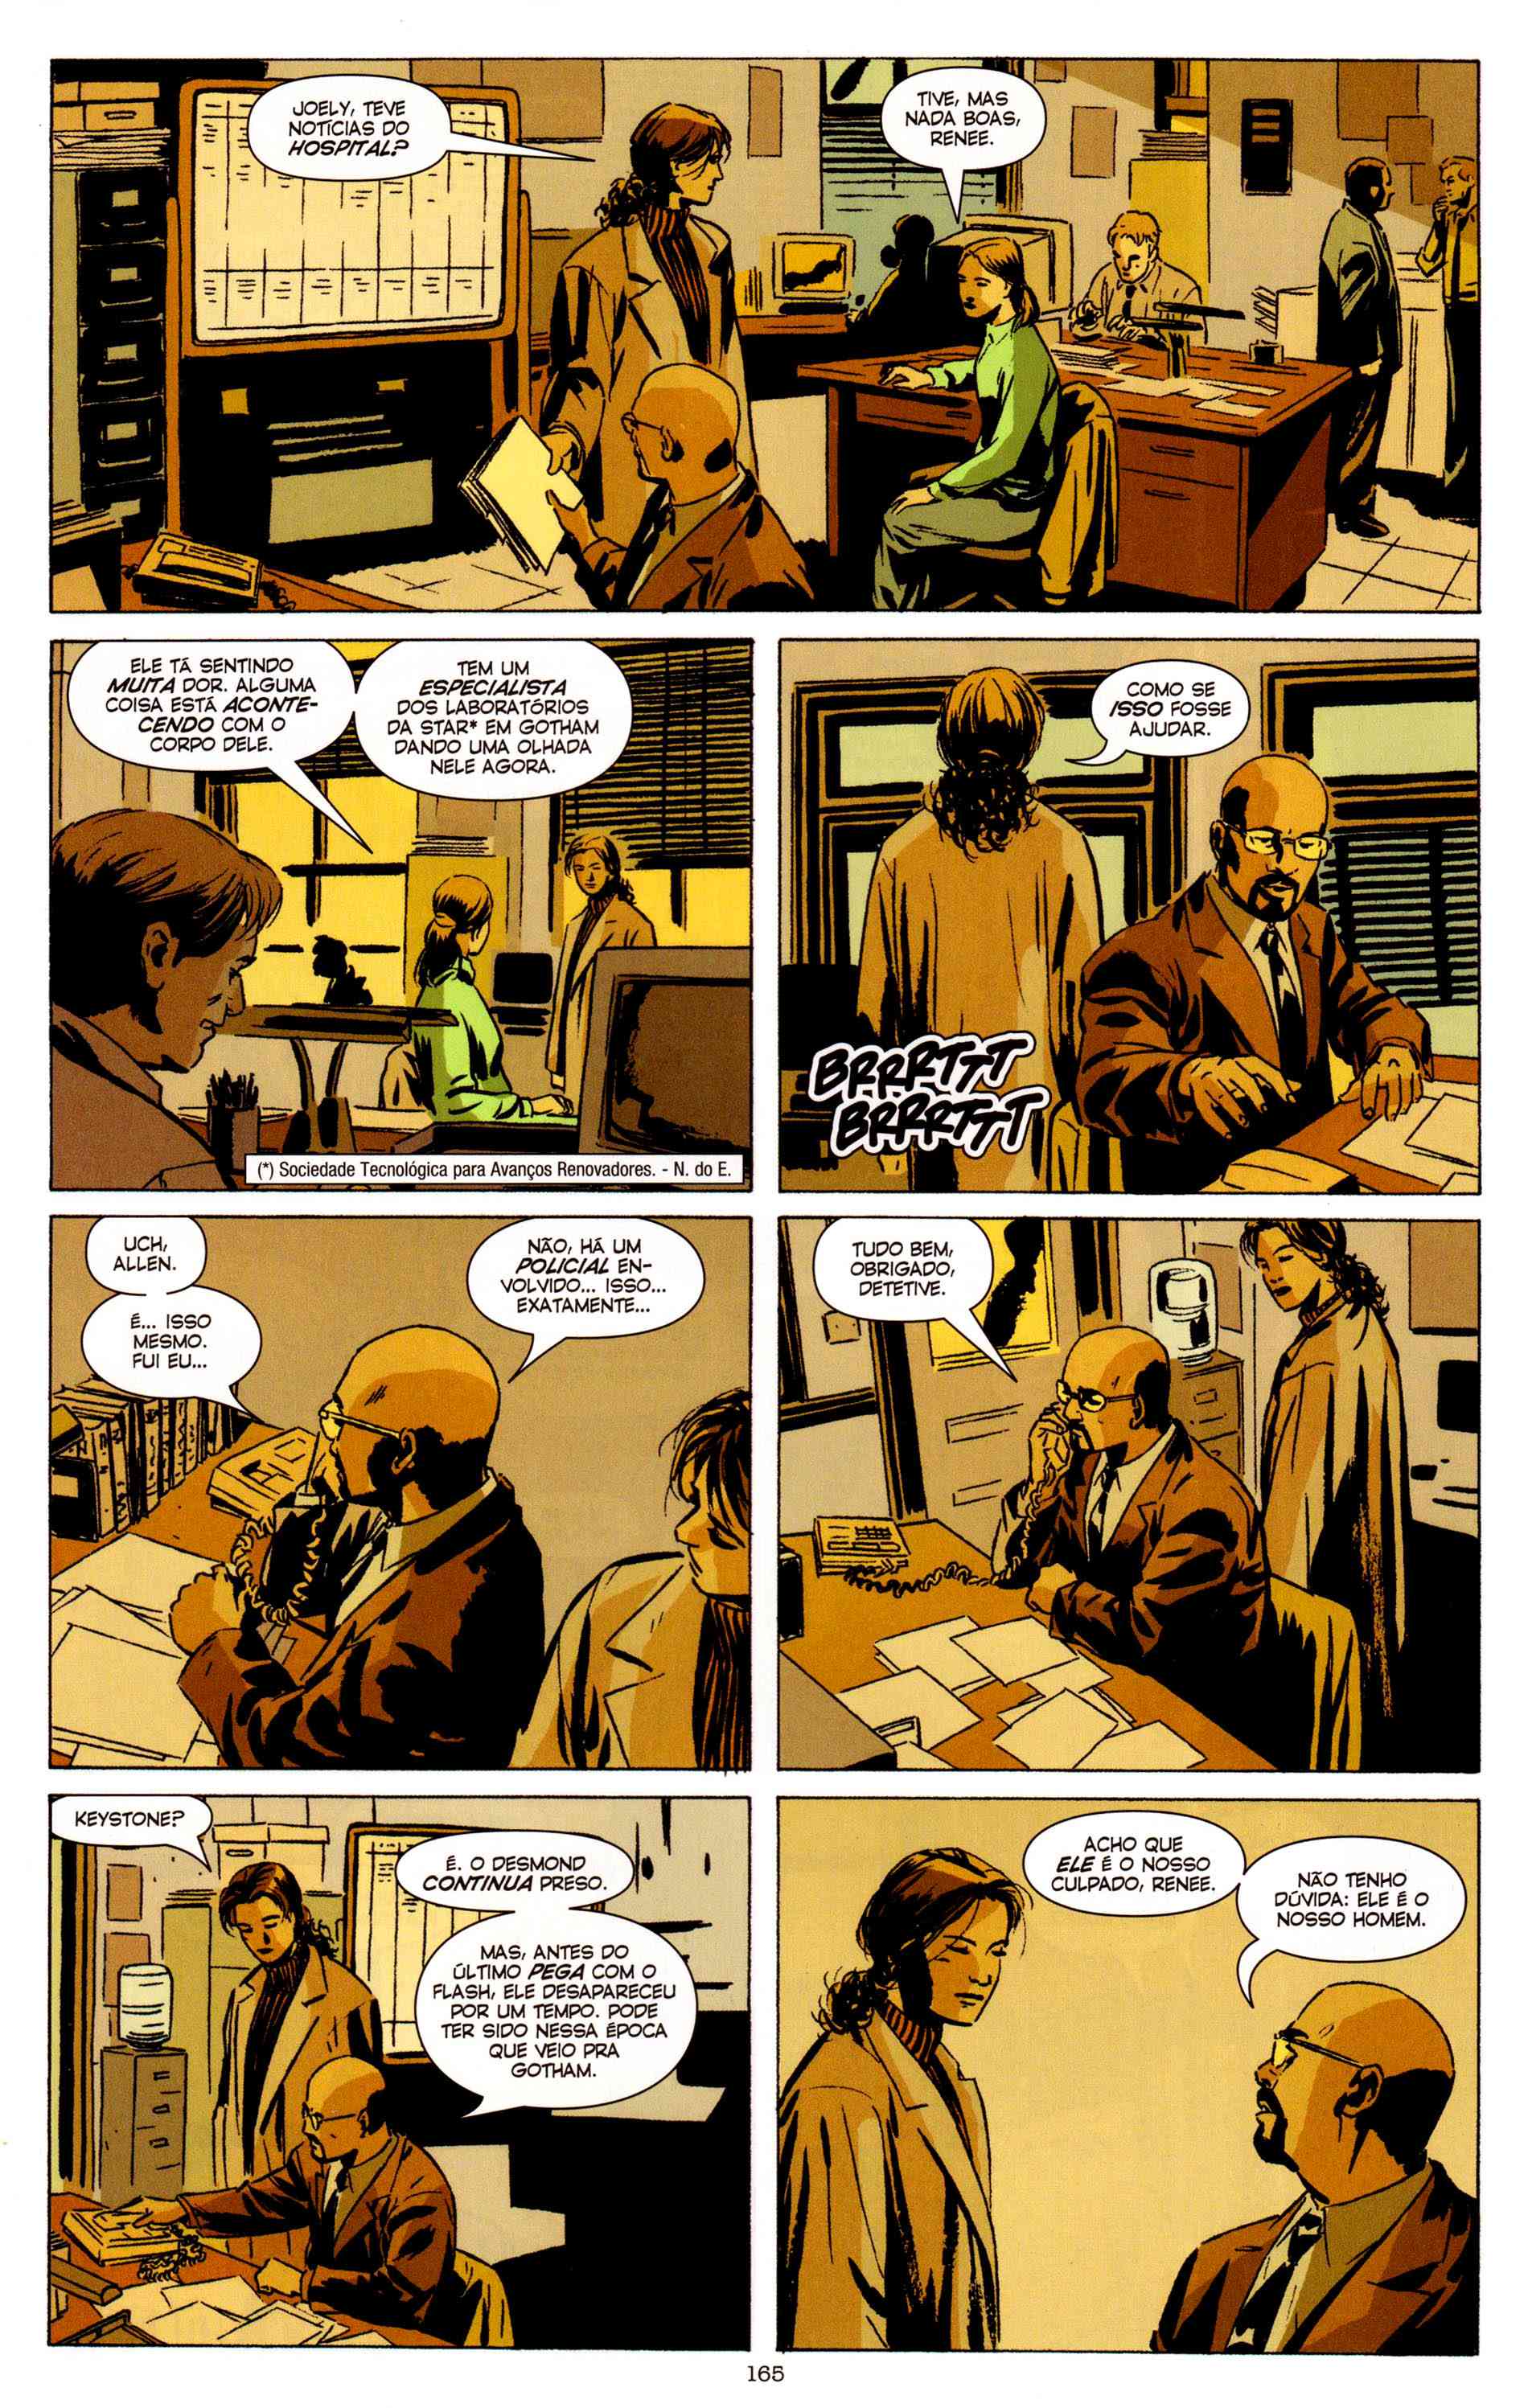 JOELY, TEVE
NOTÍCIAS DO
HOSPITAL?
TIVE, MAS
NADA BOAS,
RENEE.
ELE TÁ SENTINDO
MUITA DOR. ALGUMA
COISA ESTÁ ACONTE-
CENDO COM O
CORPO DELE.
TEM UM
ESPECIALISTA
DOS LABORATÓRIOS
DA STAR* EM GOTHAM
DANDO UMA OLHADA
NELE AGORA.
(*) Sociedade Tecnológica para Avanços Renovadores. - N. do E.
COMO SE
ISSO FOSSE
AJUDAR.
BRRRTTT
BRRRTTT
UCH,
ALLEN.
É... ISSO
MESMO.
FUI EU...
NÃO, HÁ UM
POLICIAL EN-
VOLVIDO... ISSO...
EXATAMENTE...
TUDO BEM,
OBRIGADO,
DETETIVE.
KEYSTONE?
É. O DESMOND
CONTINUA PRESO.
MAS, ANTES DO
ÚLTIMO PEGA COM O
FLASH, ELE DESAPARECEU
POR UM TEMPO. PODE
TER SIDO NESSA ÉPOCA
QUE VEIO PRA
GOTHAM.
ACHO QUE
ELE É O NOSSO
CULPADO, RENEE.
NÃO TENHO
DÚVIDA: ELE É O
NOSSO HOMEM.
165